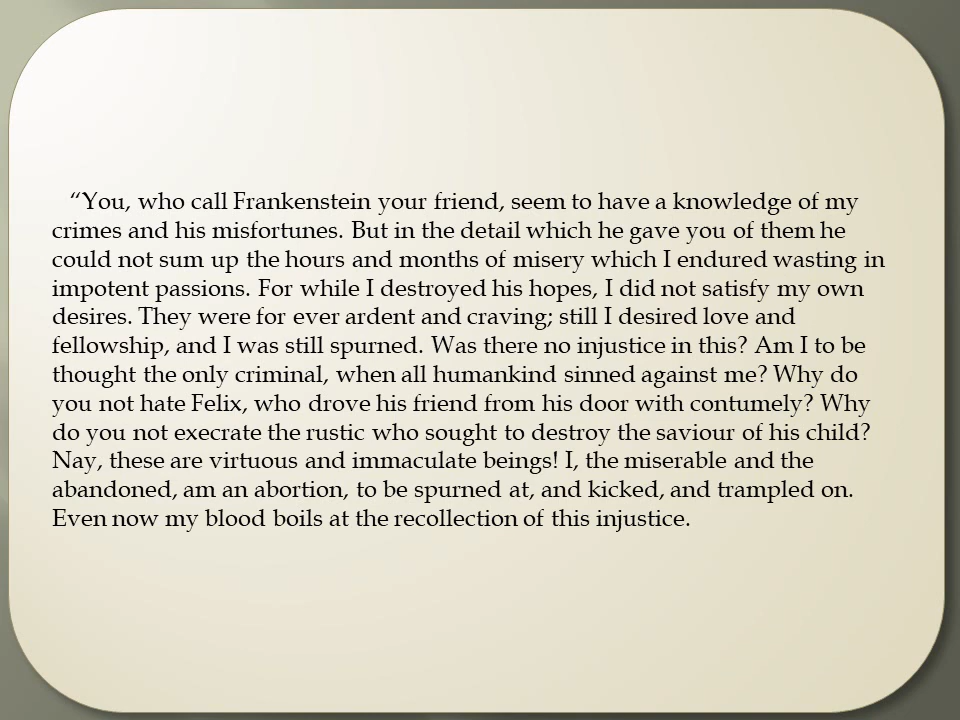 “You, who call Frankenstein your friend, seem to have a knowledge of my
crimes and his misfortunes. But in the detail which he gave you of them he
could not sum up the hours and months of misery which I endured wasting in
impotent passions. For while I destroyed his hopes, I did not satisfy my own
desires. They were for ever ardent and craving; still I desired love and
fellowship, and I was still spurned. Was there no injustice in this? Am I to be
thought the only criminal, when all humankind sinned against me? Why do
you not hate Felix, who drove his friend from his door with contumely? Why
do you not execrate the rustic who sought to destroy the saviour of his child?
Nay, these are virtuous and immaculate beings! I, the miserable and the
abandoned, am an abortion, to be spurned at, and kicked, and trampled on.
Even now my blood boils at the recollection of this injustice.